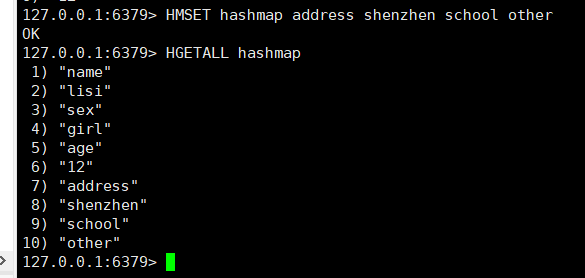 127.0.0.1:6379> HMSET hashmap address shenzhen school other
OK
127.0.0.1:6379> HGETALL hashmap
1) "name"
2) "lisi"
3) "sex"
4) "girl"
5) "age"
6) "12"
7) "address"
8) "shenzhen"
9) "school"
10) "other"
127.0.0.1:6379>